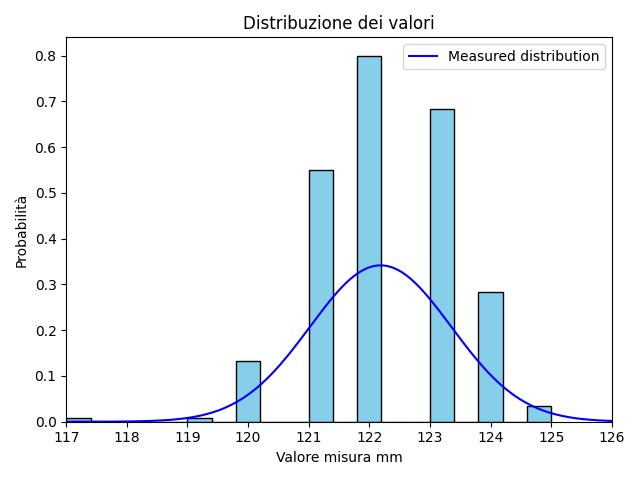 Distribuzione dei valori
Measured distribution
Probabilità
0.8
0.7
0.6
0.5
0.4
0.3
0.2
0.1
0.0
117 118 119 120 121 122 123 124 125 126
Valore misura mm